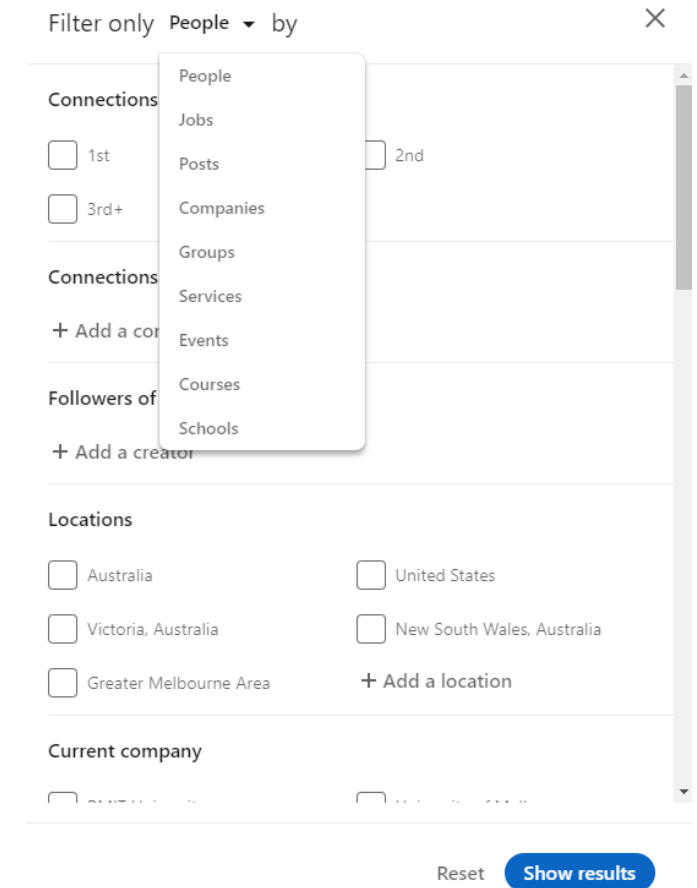 Filter only People by
People
Jobs
Posts
Companies
Groups
Services
Events
Courses
Schools
Connections
1st
2nd
3rd+
Connections
+ Add a
Followers of
+ Add a creator
Locations
Australia
United States
Victoria, Australia
New South Wales, Australia
Greater Melbourne Area
+ Add a location
Current company
Reset
Show results